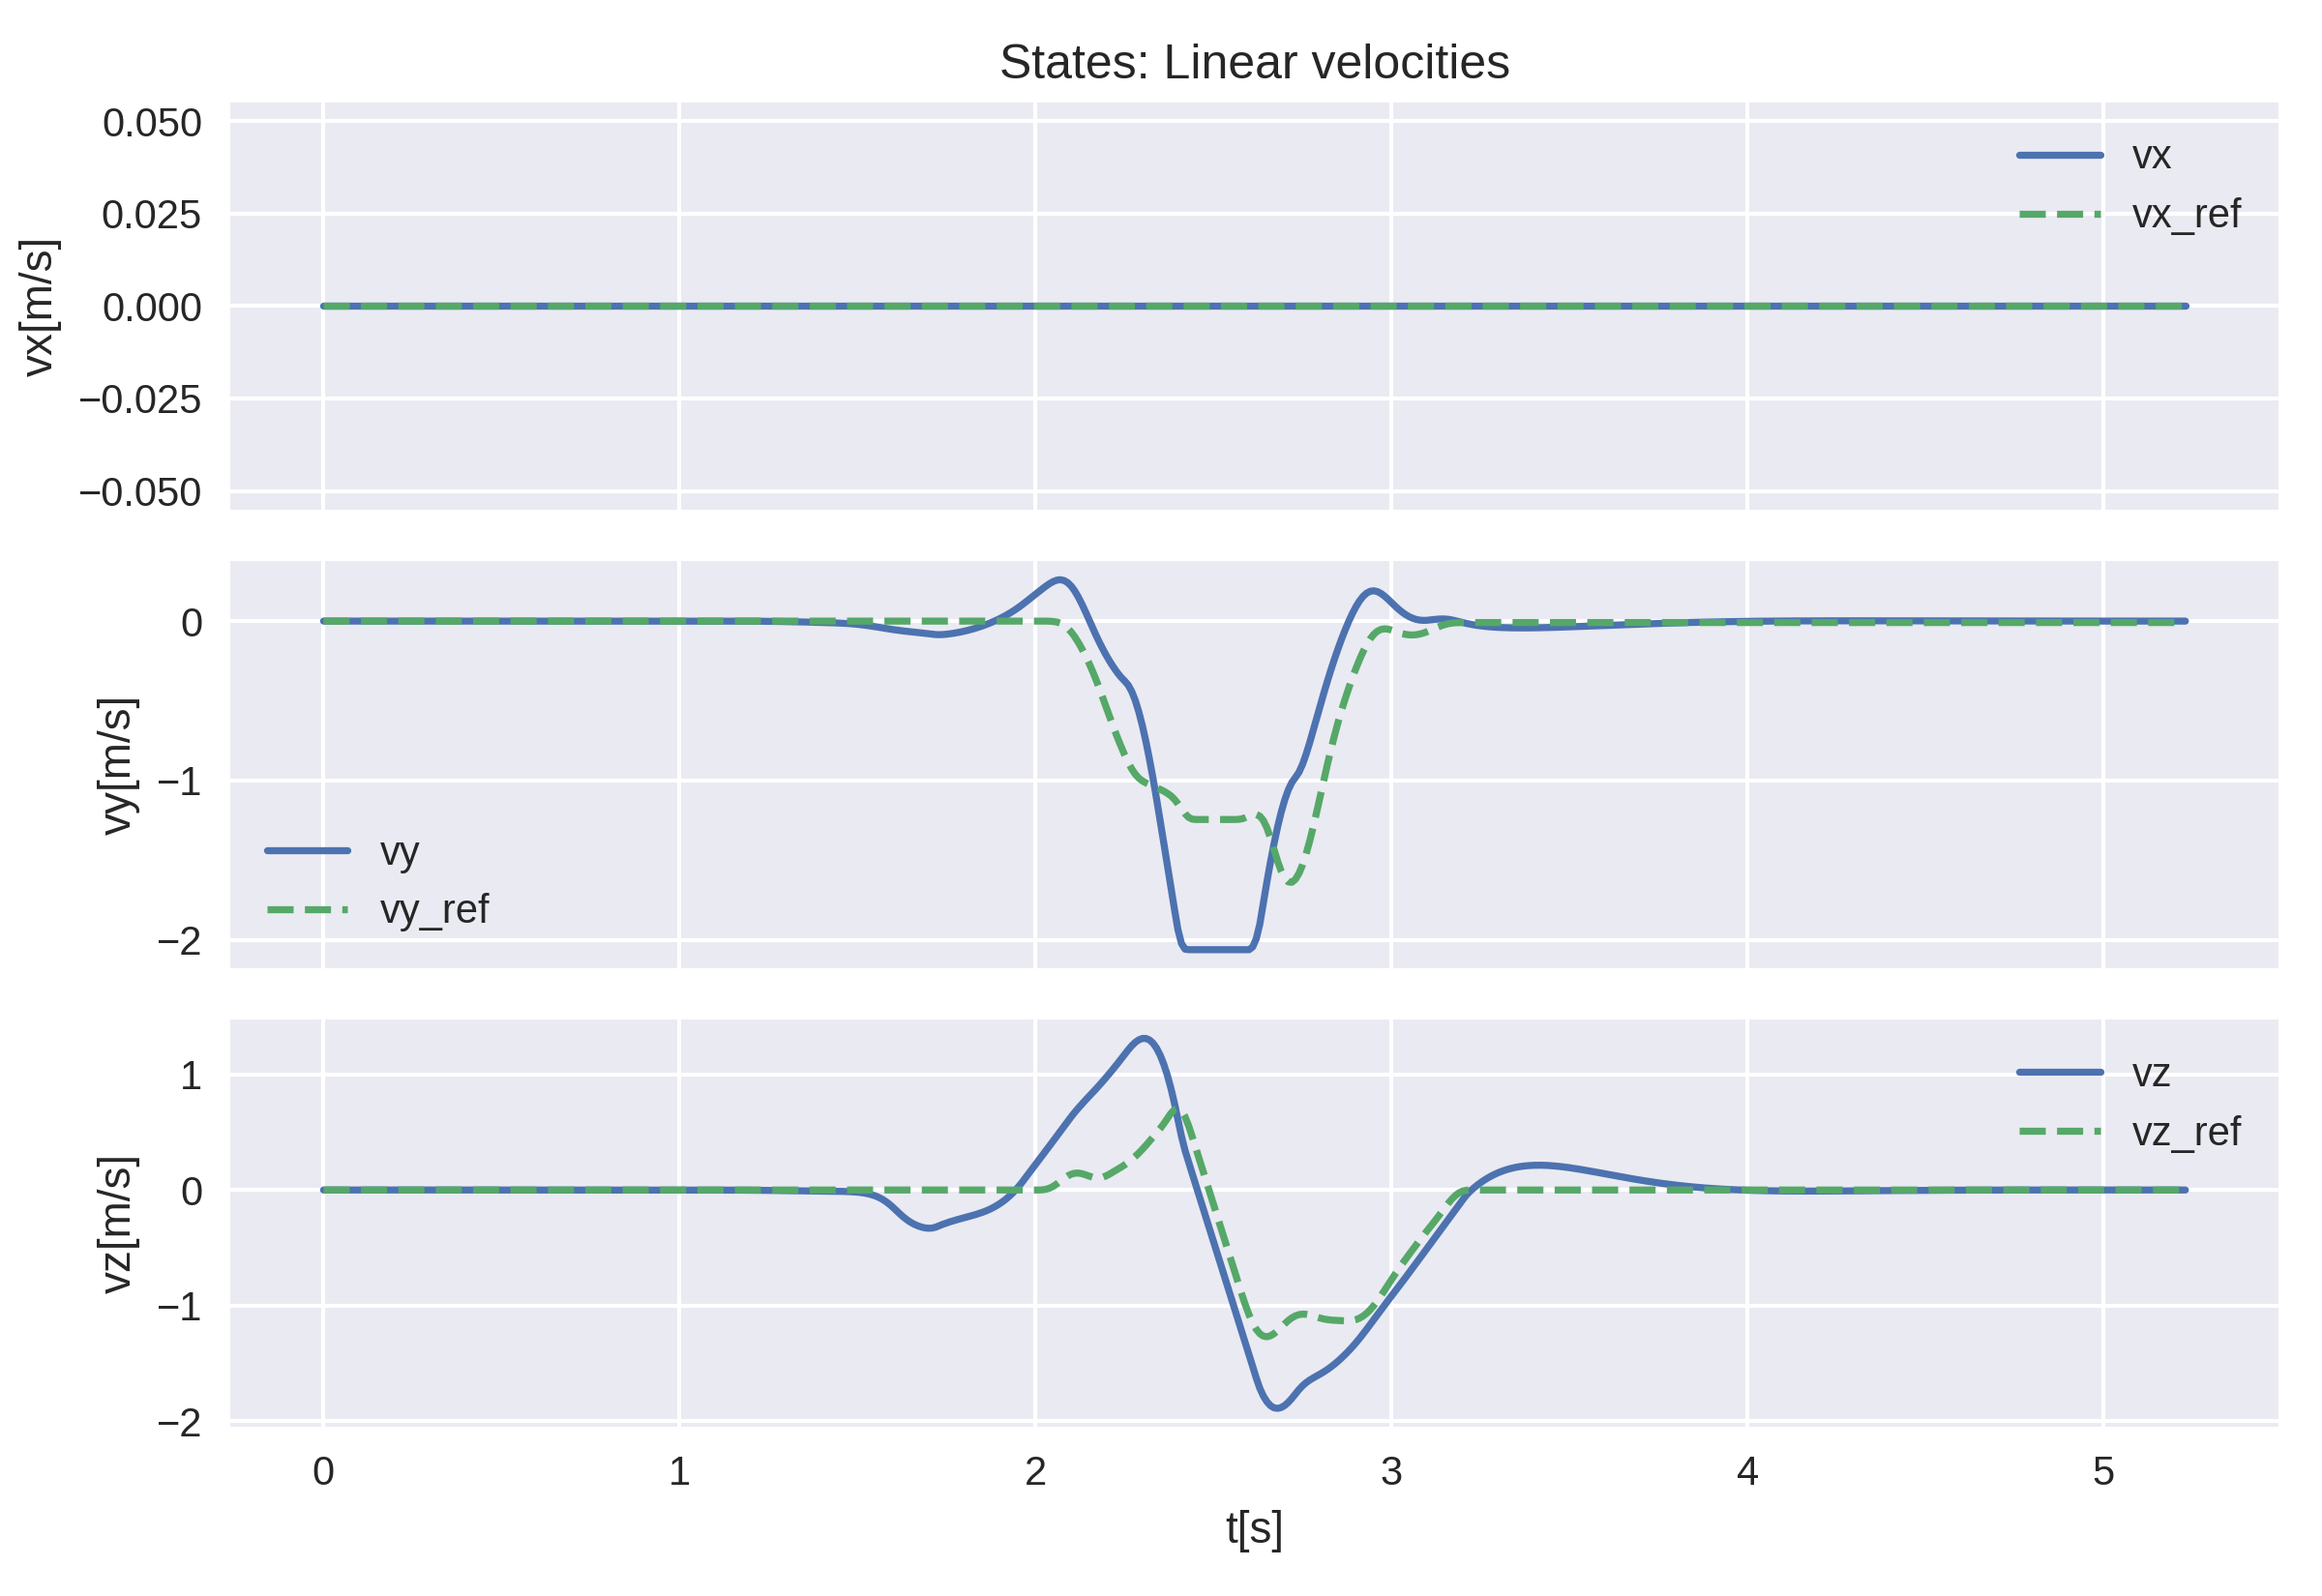 States: Linear velocities
0.050
0.025
0.000
−0.025
−0.050
vx[m/s]
vx
vx_ref
0
−1
−2
vy[m/s]
vy
vy_ref
1
0
−1
−2
vz[m/s]
vz
vz_ref
0 1 2 3 4 5
t[s]